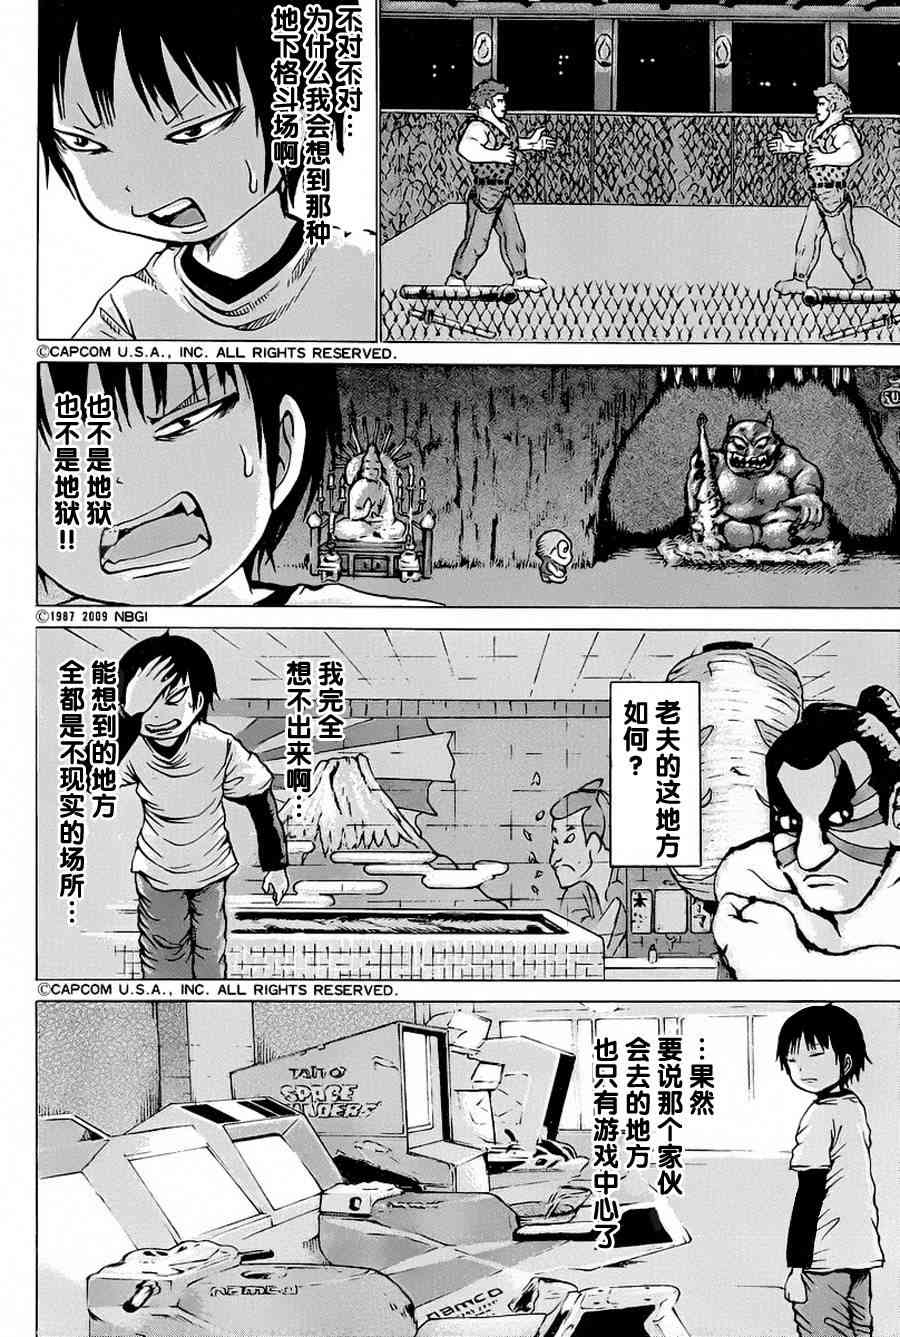 不对不对…
为什么我会想到那种
地下格斗场啊
©CAPCOM U.S.A., INC. ALL RIGHTS RESERVED.
也不是地狱
也不是地狱!!
©1987 2009 NBGI
老夫的这地方
如何？
我完全
想不出来啊…
能想到的地方
全都是不现实的场所…
本
©CAPCOM U.S.A., INC. ALL RIGHTS RESERVED.
…果然
要说那个家伙
会去的地方
也只有游戏中心了
TAITO
SPACE
namco
namco